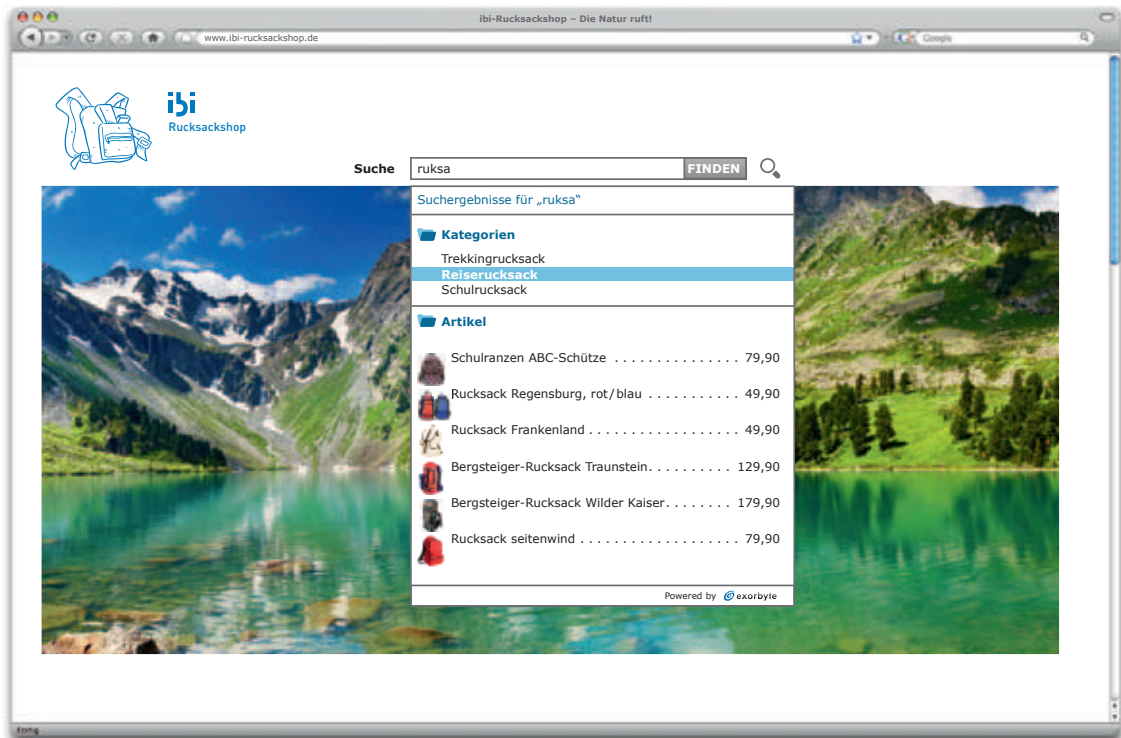 ibi-Rucksackshop – Die Natur ruft!
www.ibi-rucksackshop.de
Google
ibi
Rucksackshop
Suche
ruksa
FINDEN
Suchergebnisse für „ruksa“
Kategorien
Trekkingrucksack
Reiserucksack
Schulrucksack
Artikel
Schulranzen ABC-Schütze . . . . . . . . . . . . . . . 79,90
Rucksack Regensburg, rot/blau . . . . . . . . . . . 49,90
Rucksack Frankenland . . . . . . . . . . . . . . . . . . 49,90
Bergsteiger-Rucksack Traunstein. . . . . . . . . . 129,90
Bergsteiger-Rucksack Wilder Kaiser. . . . . . . . 179,90
Rucksack seitenwind . . . . . . . . . . . . . . . . . . . 79,90
Powered by exorbyte
Fertig